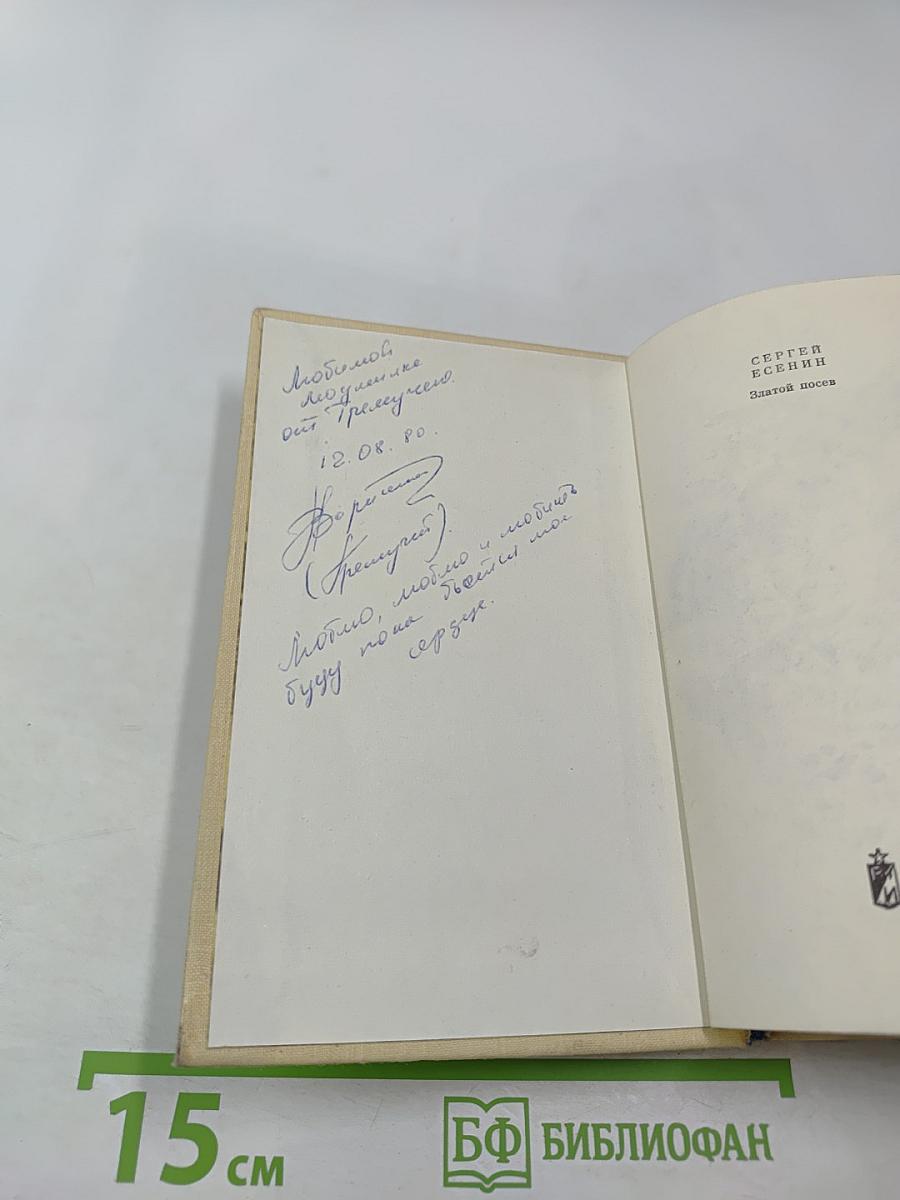 Любимой
Людмилке
от Гремучего.
12.08.80.
(Гремучий).
Люблю, люблю и любить
буду пока бьётся мое
сердце.
СЕРГЕЙ
ЕСЕНИН
Златой посев
15 см
БФ БИБЛИОФАН